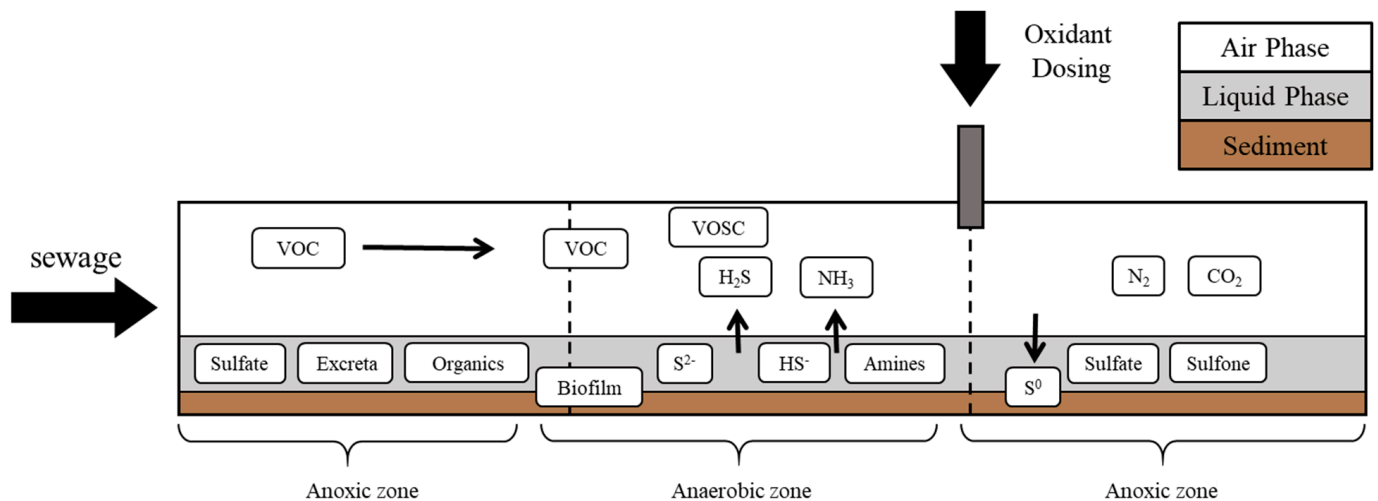 Oxidant
Dosing
Air Phase
Liquid Phase
Sediment
sewage
VOC
VOC
VOSC
H₂S
NH₃
N₂
CO₂
Sulfate
Excreta
Organics
Biofilm
S²⁻
HS⁻
Amines
S⁰
Sulfate
Sulfone
Anoxic zone
Anaerobic zone
Anoxic zone